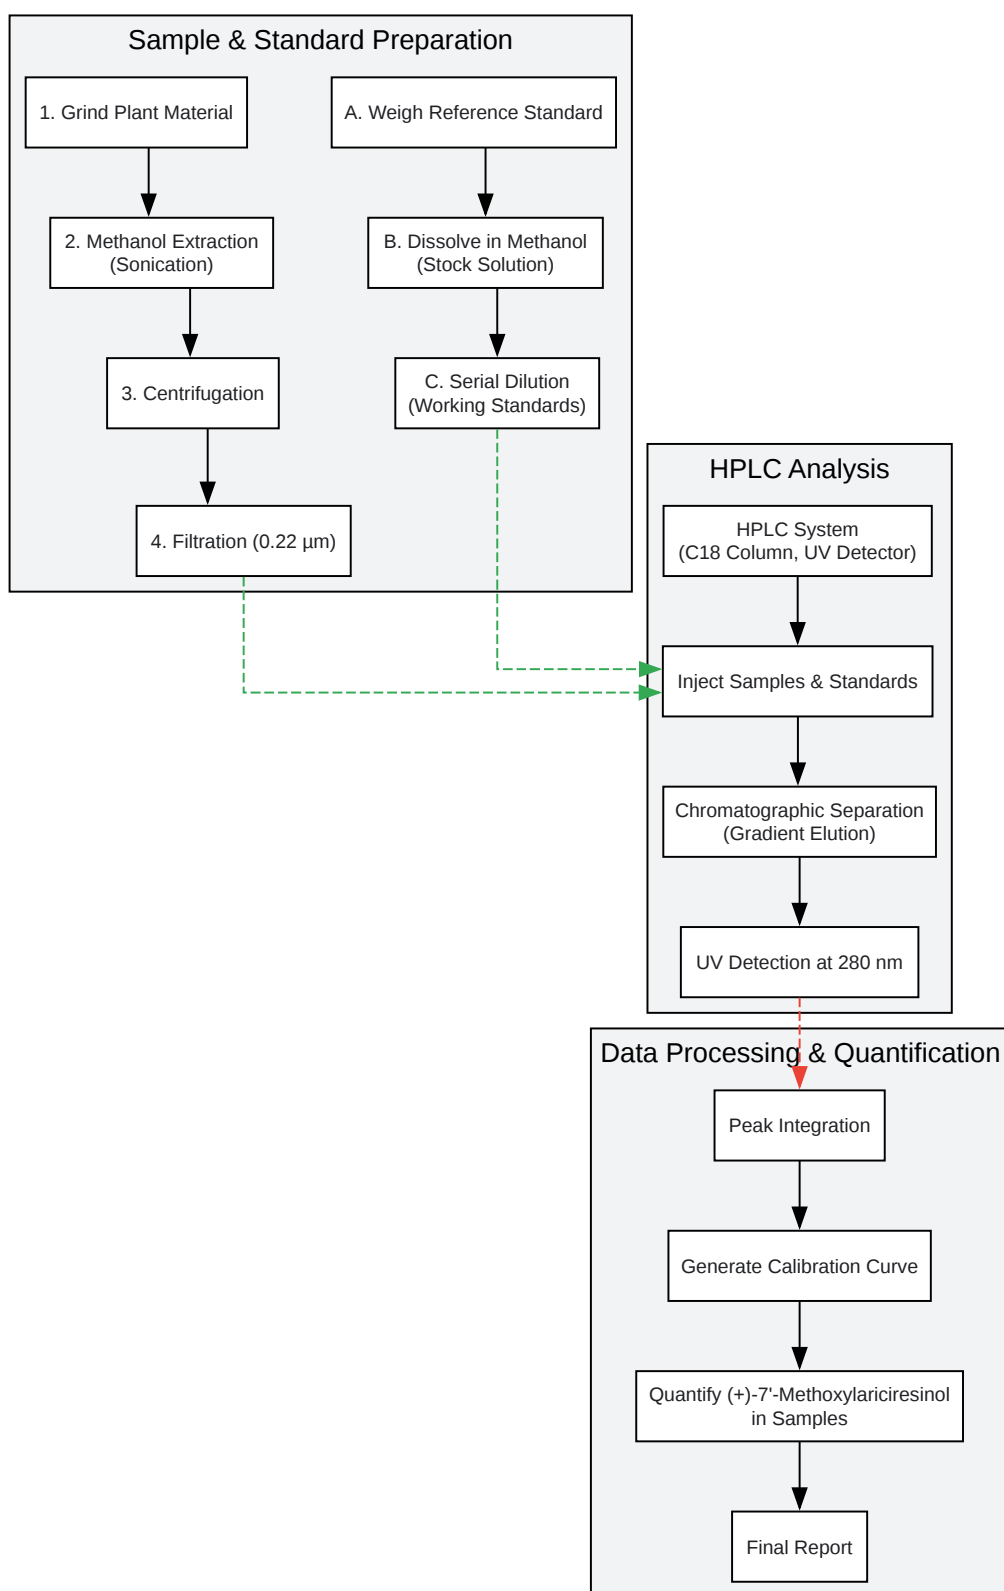 Sample & Standard Preparation
1. Grind Plant Material
2. Methanol Extraction
(Sonication)
3. Centrifugation
4. Filtration (0.22 µm)
A. Weigh Reference Standard
B. Dissolve in Methanol
(Stock Solution)
C. Serial Dilution
(Working Standards)
HPLC Analysis
HPLC System
(C18 Column, UV Detector)
Inject Samples & Standards
Chromatographic Separation
(Gradient Elution)
UV Detection at 280 nm
Data Processing & Quantification
Peak Integration
Generate Calibration Curve
Quantify (+)-7'-Methoxylariciresinol
in Samples
Final Report